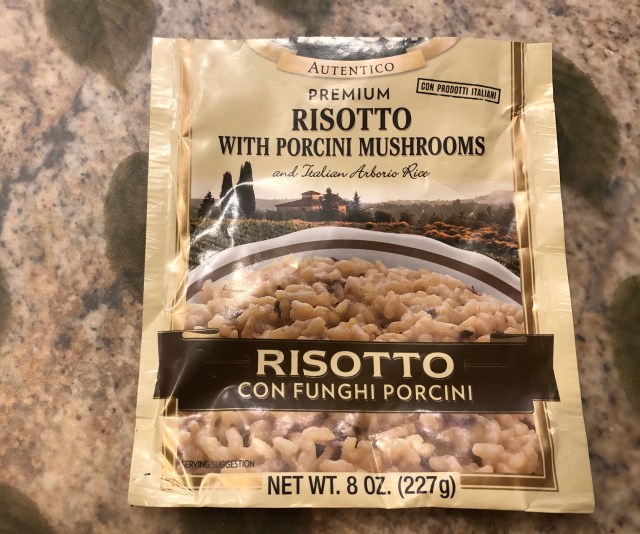 AUTENTICO
CON PRODOTTI ITALIANI
PREMIUM
RISOTTO
WITH PORCINI MUSHROOMS
and Italian Arborio Rice
RISOTTO
CON FUNGHI PORCINI
SERVING SUGGESTION
NET WT. 8 OZ. (227g)